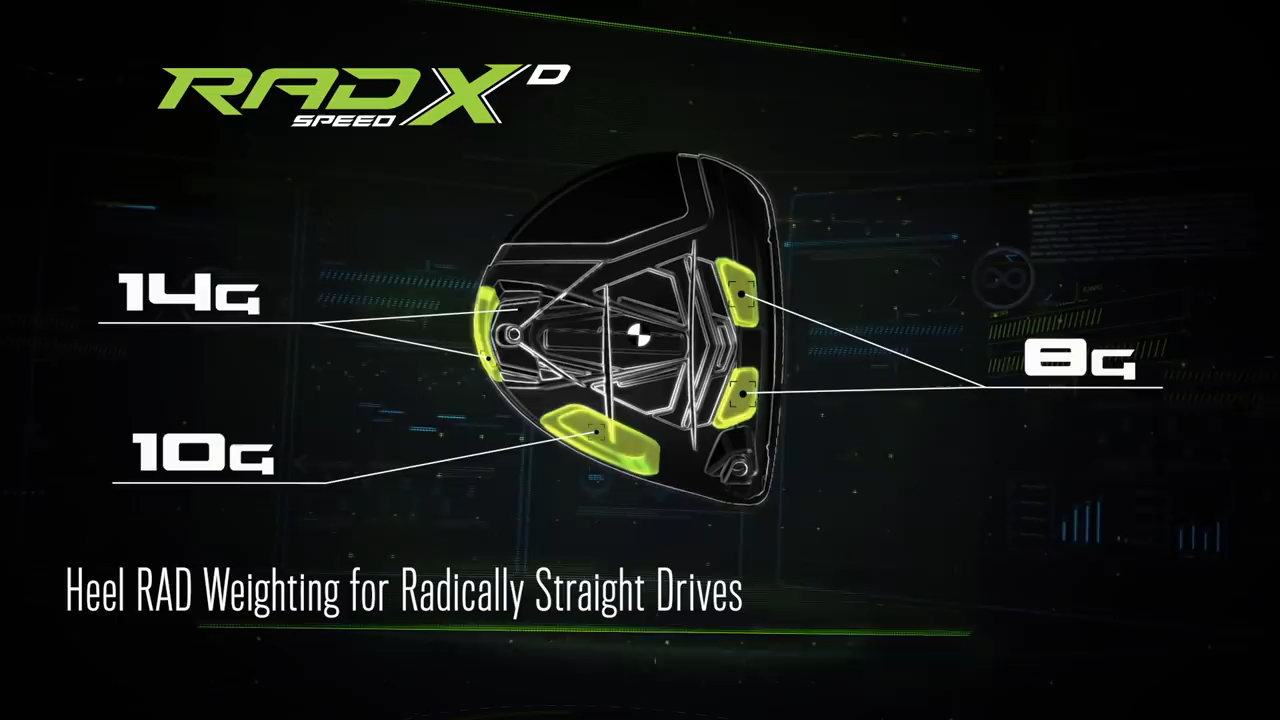 RAD X D
SPEED
14G
8G
10G
Heel RAD Weighting for Radically Straight Drives